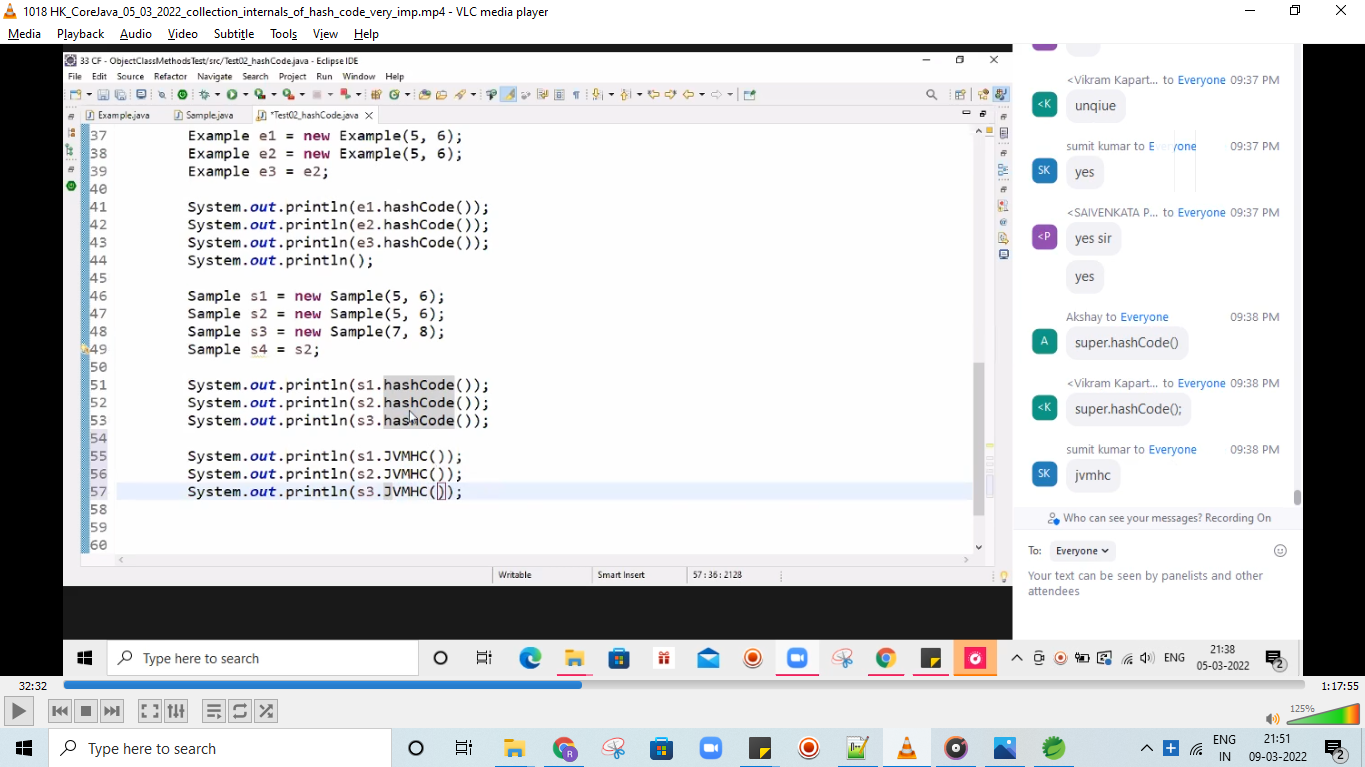 1018 HK_CoreJava_05_03_2022_collection_internals_of_hash_code_very_imp.mp4 - VLC media player
Media Playback Audio Video Subtitle Tools View Help
33 CF - ObjectClassMethodsTest/src/Test02_hashCode.java - Eclipse IDE
File Edit Source Refactor Navigate Search Project Run Window Help
Example.java Sample.java *Test02_hashCode.java
37 Example e1 = new Example(5, 6);
38 Example e2 = new Example(5, 6);
39 Example e3 = e2;
40
41 System.out.println(e1.hashCode());
42 System.out.println(e2.hashCode());
43 System.out.println(e3.hashCode());
44 System.out.println();
45
46 Sample s1 = new Sample(5, 6);
47 Sample s2 = new Sample(5, 6);
48 Sample s3 = new Sample(7, 8);
49 Sample s4 = s2;
50
51 System.out.println(s1.hashCode());
52 System.out.println(s2.hashCode());
53 System.out.println(s3.hashCode());
54
55 System.out.println(s1.JVMHC());
56 System.out.println(s2.JVMHC());
57 System.out.println(s3.JVMHC());
58
59
60
Writable Smart Insert 57 : 36 : 2128
<Vikram Kapart... to Everyone 09:37 PM
<K unqiue
sumit kumar to Everyone 09:37 PM
SK yes
<SAIVENKATA P... to Everyone 09:37 PM
<P yes sir
yes
Akshay to Everyone 09:38 PM
A super.hashCode()
<Vikram Kapart... to Everyone 09:38 PM
<K super.hashCode();
sumit kumar to Everyone 09:38 PM
SK jvmhc
Who can see your messages? Recording On
To: Everyone
Your text can be seen by panelists and other
attendees
Type here to search
ENG
21:38
05-03-2022
2
32:32 1:17:55
125%
Type here to search
R
ENG
IN
21:51
09-03-2022
2